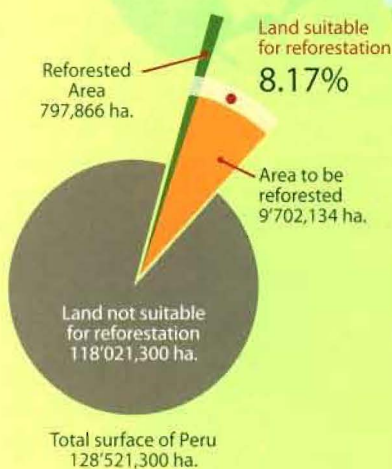 Land suitable
for reforestation
8.17%
Reforested
Area
797,866 ha.
Area to be
reforested
9'702,134 ha.
Land not suitable
for reforestation
118'021,300 ha.
Total surface of Peru
128'521,300 ha.